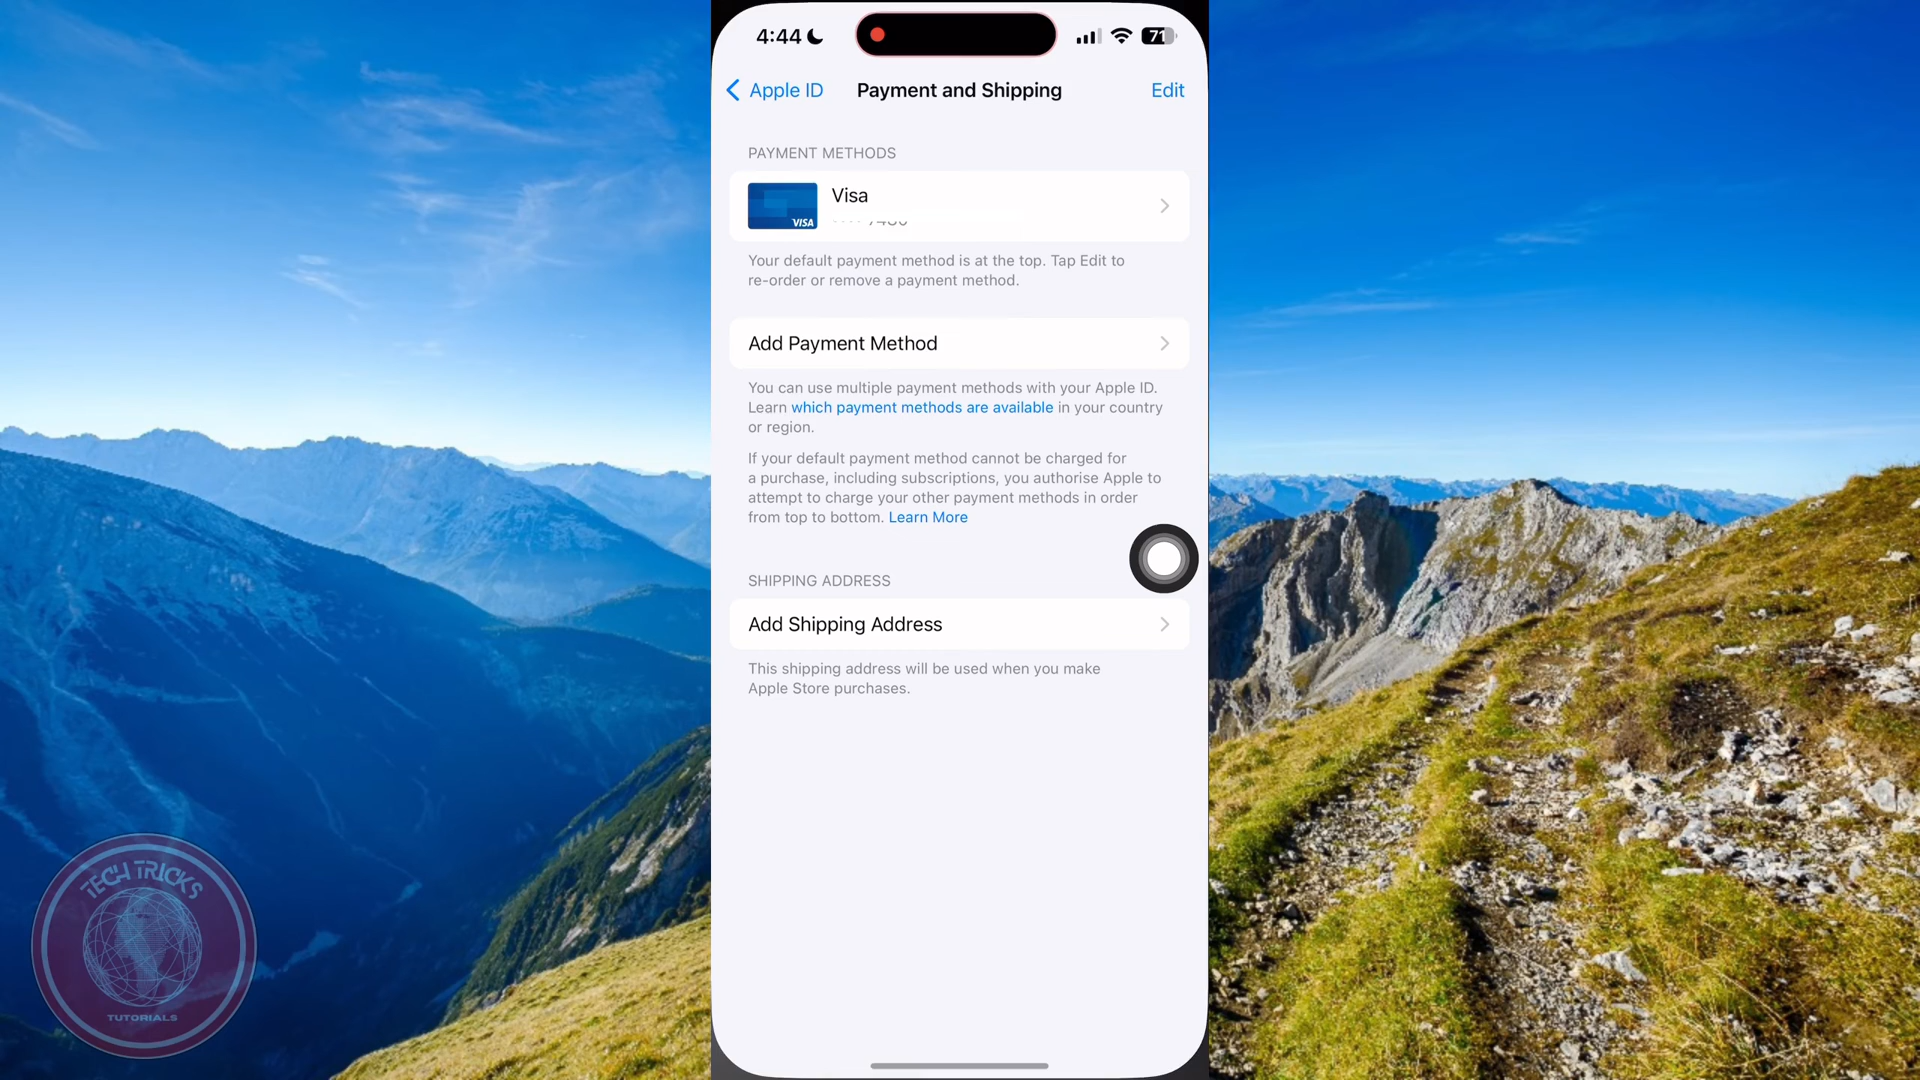 4:44
71
Apple ID
Payment and Shipping
Edit
PAYMENT METHODS
Visa
VISA
Your default payment method is at the top. Tap Edit to
re-order or remove a payment method.
Add Payment Method
You can use multiple payment methods with your Apple ID.
Learn which payment methods are available in your country
or region.
If your default payment method cannot be charged for
a purchase, including subscriptions, you authorise Apple to
attempt to charge your other payment methods in order
from top to bottom. Learn More
SHIPPING ADDRESS
Add Shipping Address
This shipping address will be used when you make
Apple Store purchases.
TECH TRICKS
TUTORIALS